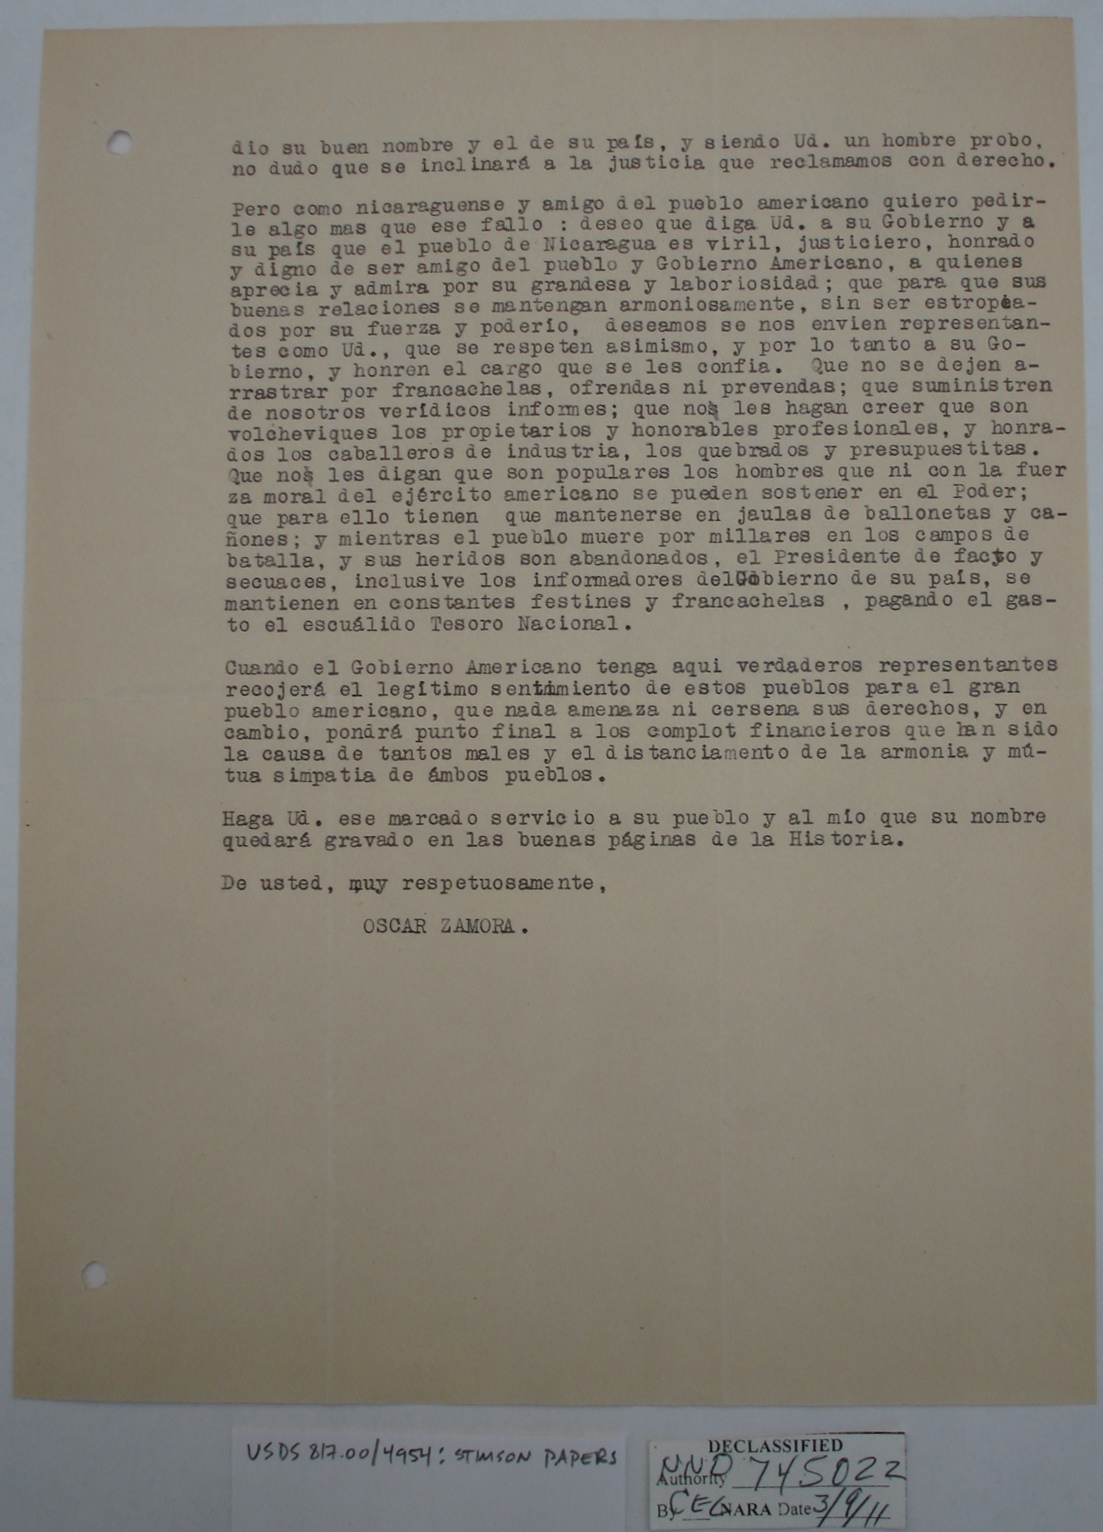 dio su buen nombre y el de su país, y siendo Ud. un hombre probo,
no dudo que se inclinará a la justicia que reclamamos con derecho.
Pero como nicaraguense y amigo del pueblo americano quiero pedir-
le algo mas que ese fallo : deseo que diga Ud. a su Gobierno y a
su país que el pueblo de Nicaragua es viril, justiciero, honrado
y digno de ser amigo del pueblo y Gobierno Americano, a quienes
aprecia y admira por su grandesa y laboriosidad; que para que sus
buenas relaciones se mantengan armoniosamente, sin ser estropea-
dos por su fuerza y poderío, deseamos se nos envien representan-
tes como Ud., que se respeten asimismo, y por lo tanto a su Go-
bierno, y honren el cargo que se les confia. Que no se dejen a-
rrastrar por francachelas, ofrendas ni prevendas; que suministren
de nosotros verídicos informes; que no les hagan creer que son
volcheviques los propietarios y honorables profesionales, y honra-
dos los caballeros de industria, los quebrados y presupuestitas.
Que no les digan que son populares los hombres que ni con la fuer
za moral del ejército americano se pueden sostener en el Poder;
que para ello tienen que mantenerse en jaulas de ballonetas y ca-
ñones; y mientras el pueblo muere por millares en los campos de
batalla, y sus heridos son abandonados, el Presidente de facto y
secuaces, inclusive los informadores del Gobierno de su país, se
mantienen en constantes festines y francachelas , pagando el gas-
to el escuálido Tesoro Nacional.
Cuando el Gobierno Americano tenga aqui verdaderos representantes
recojerá el legítimo sentimiento de estos pueblos para el gran
pueblo americano, que nada amenaza ni cersena sus derechos, y en
cambio, pondrá punto final a los complot financieros que han sido
la causa de tantos males y el distanciamento de la armonia y mú-
tua simpatia de ámbos pueblos.
Haga Ud. ese marcado servicio a su pueblo y al mío que su nombre
quedará gravado en las buenas páginas de la Historia.
De usted, muy respetuosamente,
OSCAR ZAMORA.
USDS 817.00/4954: STIMSON PAPERS
DECLASSIFIED
Authority NND 745022
By CEG NARA Date 3/9/11